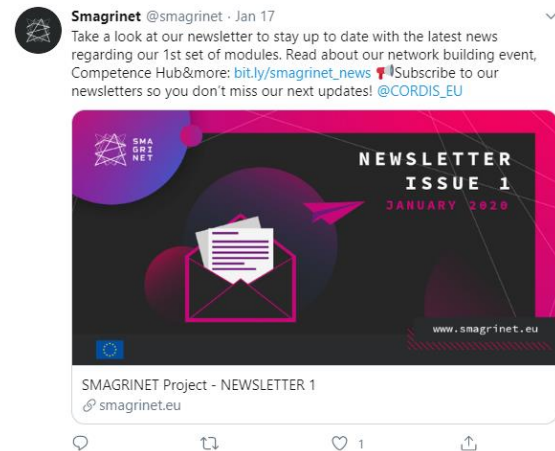 Smagrinet @smagrinet · Jan 17
Take a look at our newsletter to stay up to date with the latest news
regarding our 1st set of modules. Read about our network building event,
Competence Hub&more: bit.ly/smagrinet_news 📢Subscribe to our
newsletters so you don't miss our next updates! @CORDIS_EU
SMA
GRI
NET
NEWSLETTER
ISSUE 1
JANUARY 2020
www.smagrinet.eu
SMAGRINET Project - NEWSLETTER 1
smagrinet.eu
1